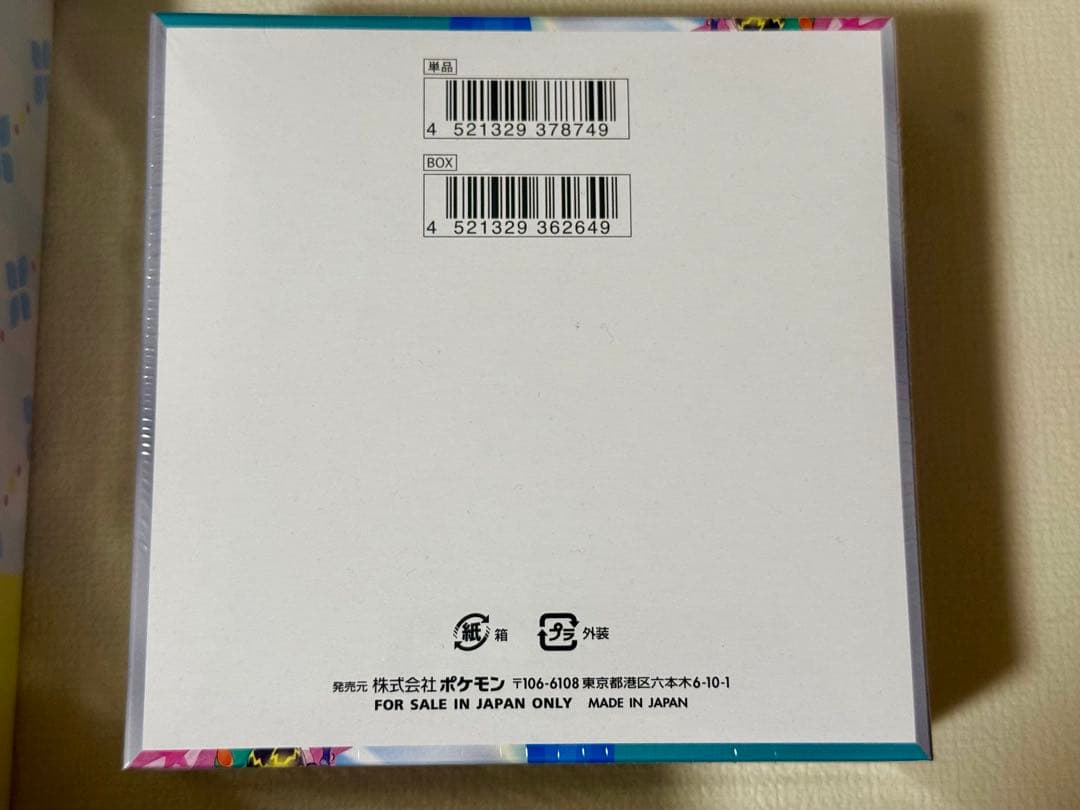 単品
4 521329 378749
BOX
4 521329 362649
紙 箱 プラ 外装
発売元 株式会社 ポケモン 〒106-6108 東京都港区六本木6-10-1
FOR SALE IN JAPAN ONLY MADE IN JAPAN